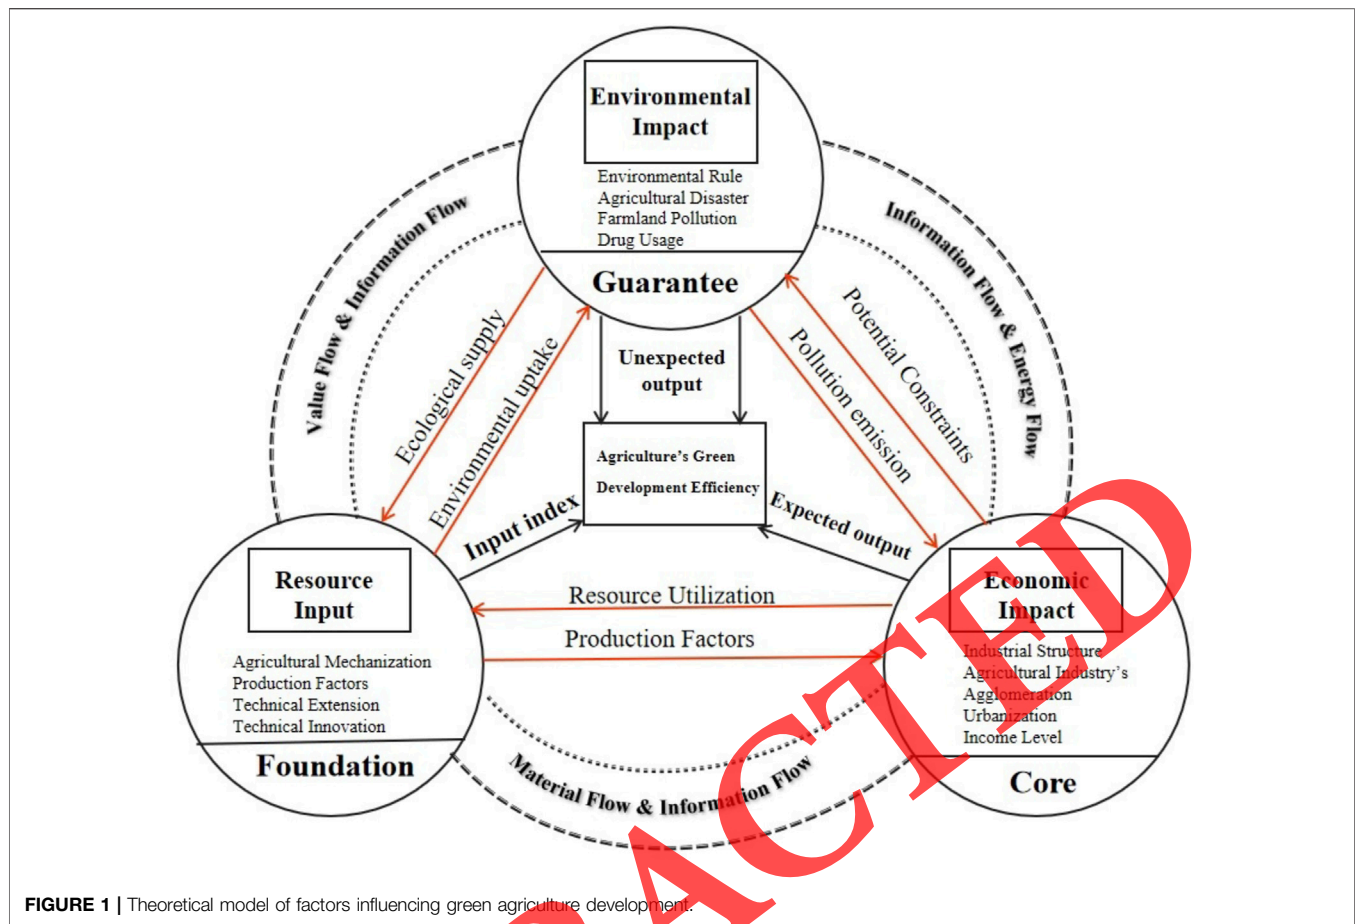 Environmental
Impact
Environmental Rule
Agricultural Disaster
Farmland Pollution
Drug Usage
Guarantee
Value Flow & Information Flow
Information Flow & Energy Flow
Ecological supply
Environmental uptake
Unexpected
output
Pollution emission
Potential Constraints
Agriculture's Green
Development Efficiency
Input index
Expected output
Resource
Input
Agricultural Mechanization
Production Factors
Technical Extension
Technical Innovation
Foundation
Resource Utilization
Production Factors
Economic
Impact
Industrial Structure
Agricultural Industry's
Agglomeration
Urbanization
Income Level
Core
Material Flow & Information Flow
FIGURE 1 | Theoretical model of factors influencing green agriculture development.
RACTED